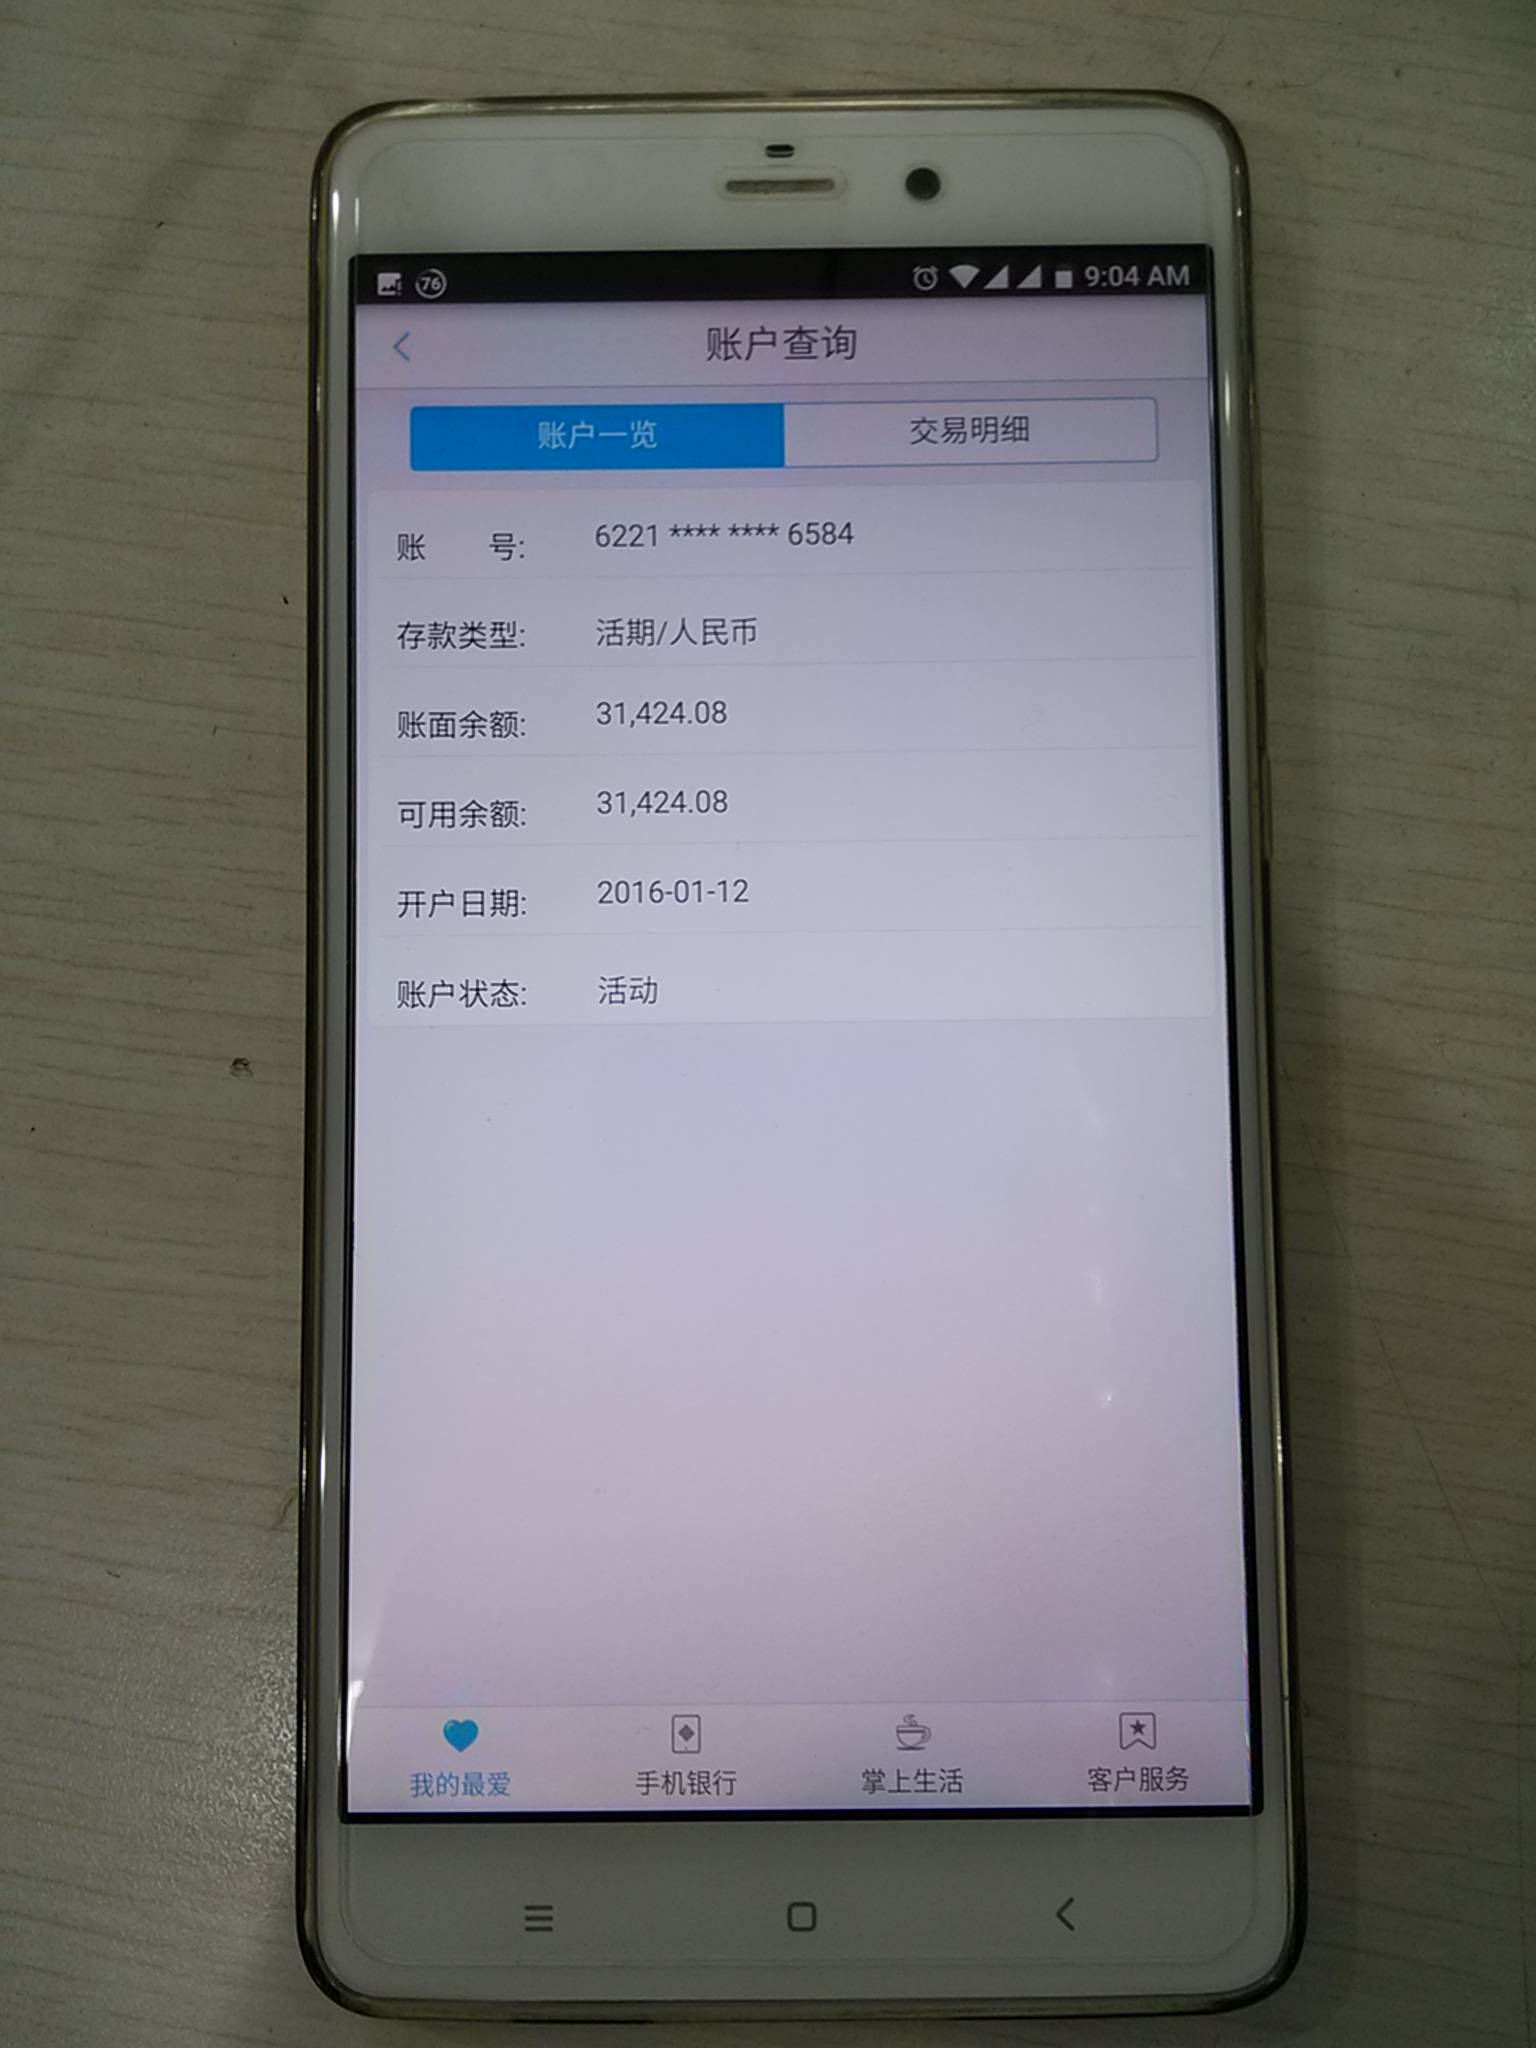 76 9:04 AM
账户查询
账户一览 交易明细
账 号: 6221 **** **** 6584
存款类型: 活期/人民币
账面余额: 31,424.08
可用余额: 31,424.08
开户日期: 2016-01-12
账户状态: 活动
我的最爱 手机银行 掌上生活 客户服务